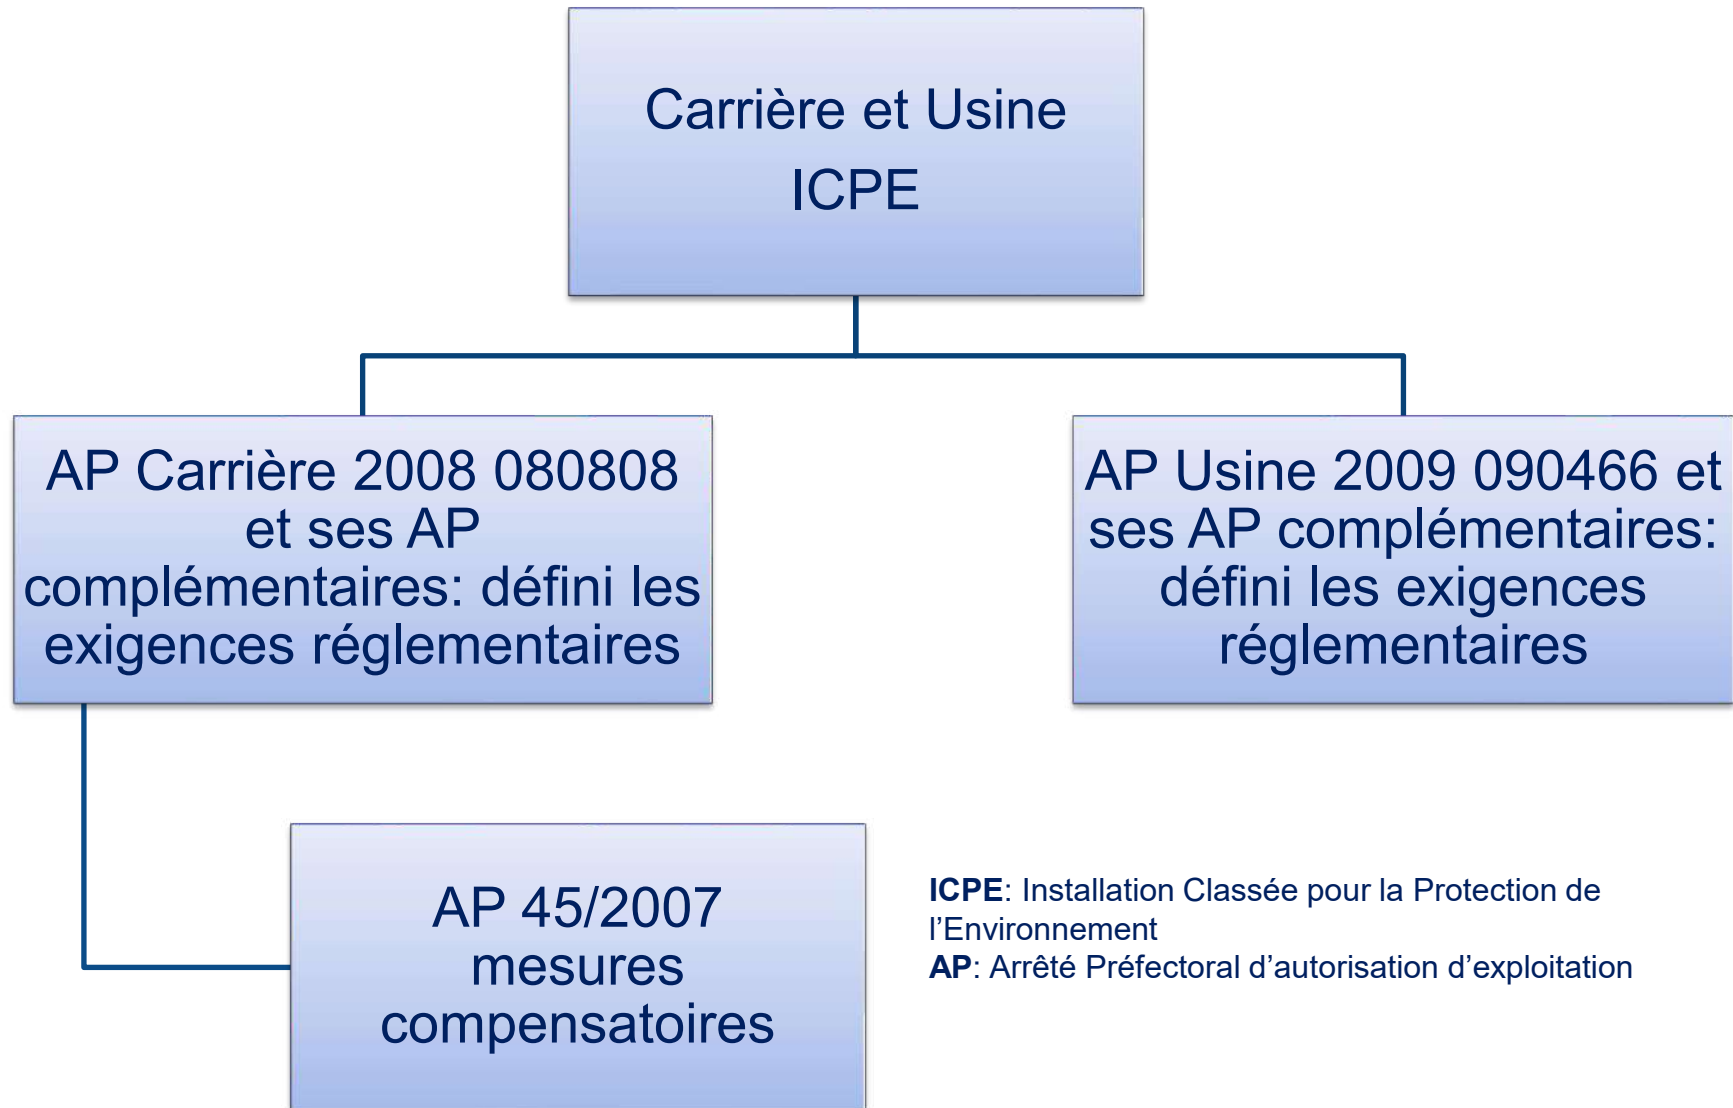 Carrière et Usine
ICPE
AP Carrière 2008 080808
et ses AP
complémentaires: défini les
exigences réglementaires
AP Usine 2009 090466 et
ses AP complémentaires:
défini les exigences
réglementaires
AP 45/2007
mesures
compensatoires
ICPE: Installation Classée pour la Protection de
l’Environnement
AP: Arrêté Préfectoral d’autorisation d’exploitation